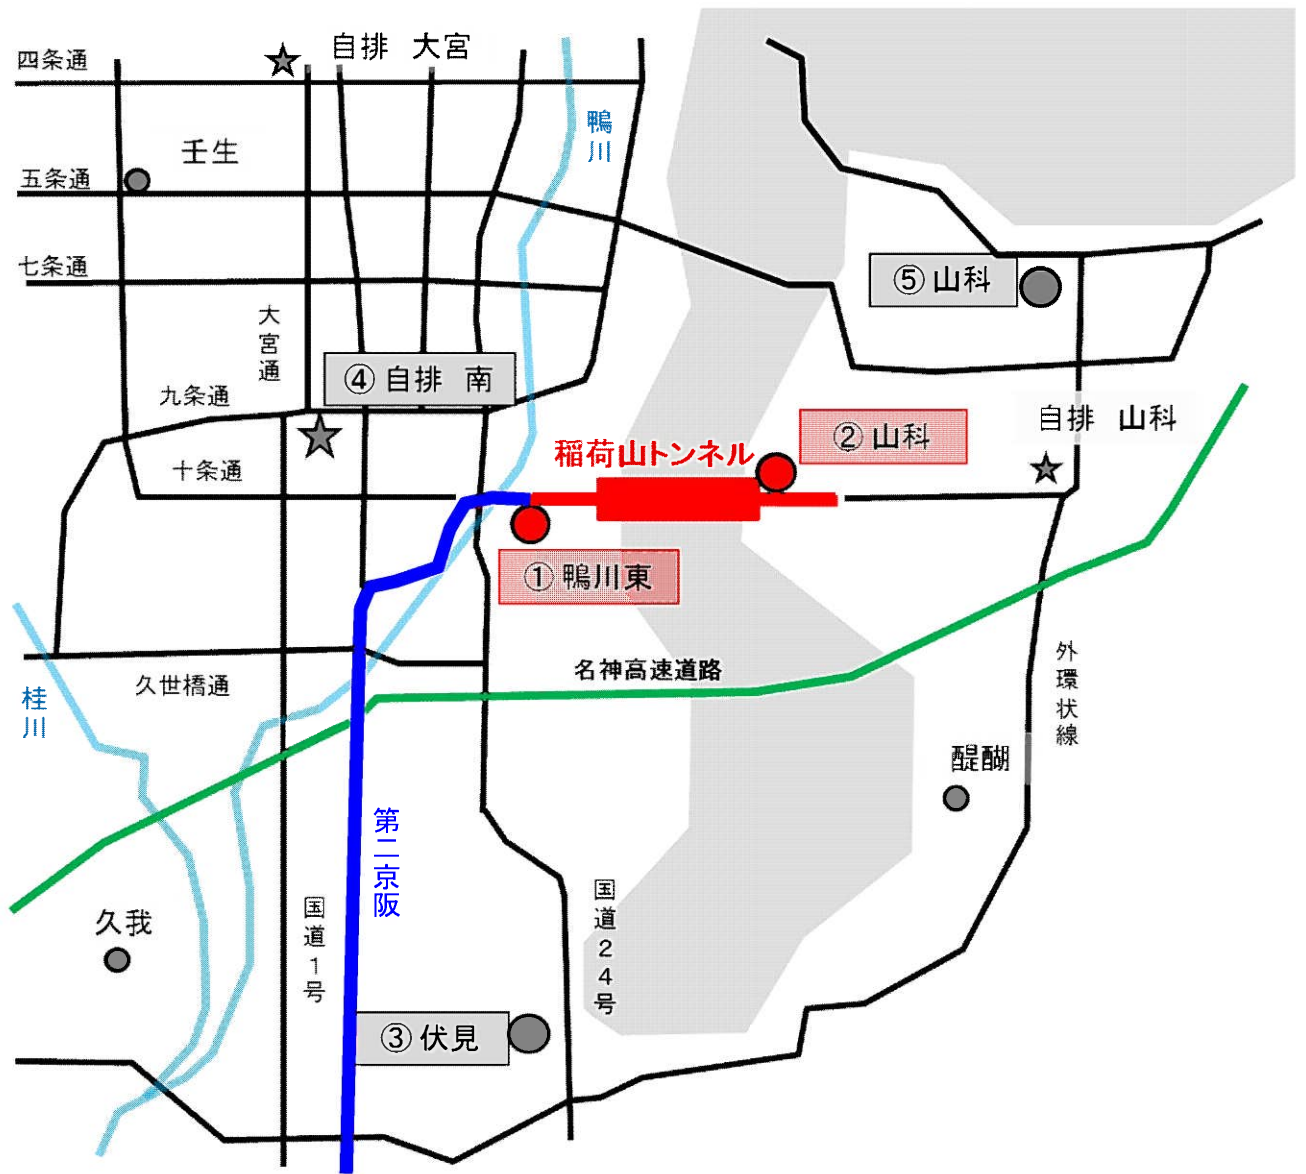 自排 大宮
四条通
鴨川
壬生
五条通
七条通
⑤ 山科
大宮通
④ 自排 南
九条通
自排 山科
② 山科
稲荷山トンネル
十条通
① 鴨川東
外環状線
名神高速道路
久世橋通
桂川
醍醐
第二京阪
国道24号
国道1号
久我
③ 伏見